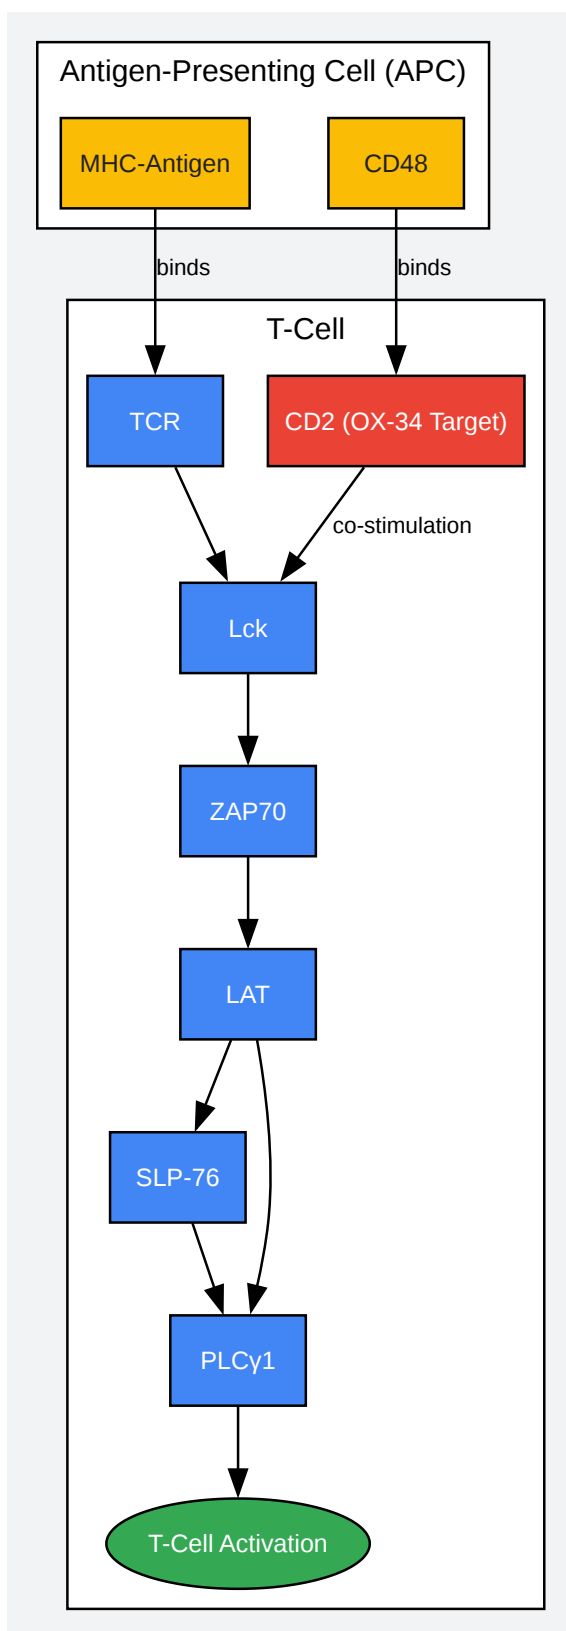 Antigen-Presenting Cell (APC)
MHC-Antigen
CD48
binds
binds
T-Cell
TCR
CD2 (OX-34 Target)
co-stimulation
Lck
ZAP70
LAT
SLP-76
PLCγ1
T-Cell Activation